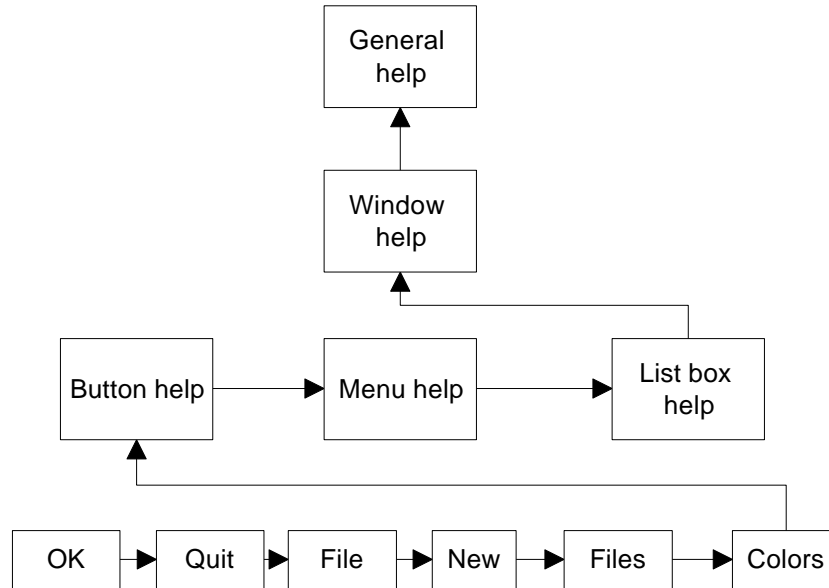 General
help
Window
help
Button help
Menu help
List box
help
OK
Quit
File
New
Files
Colors